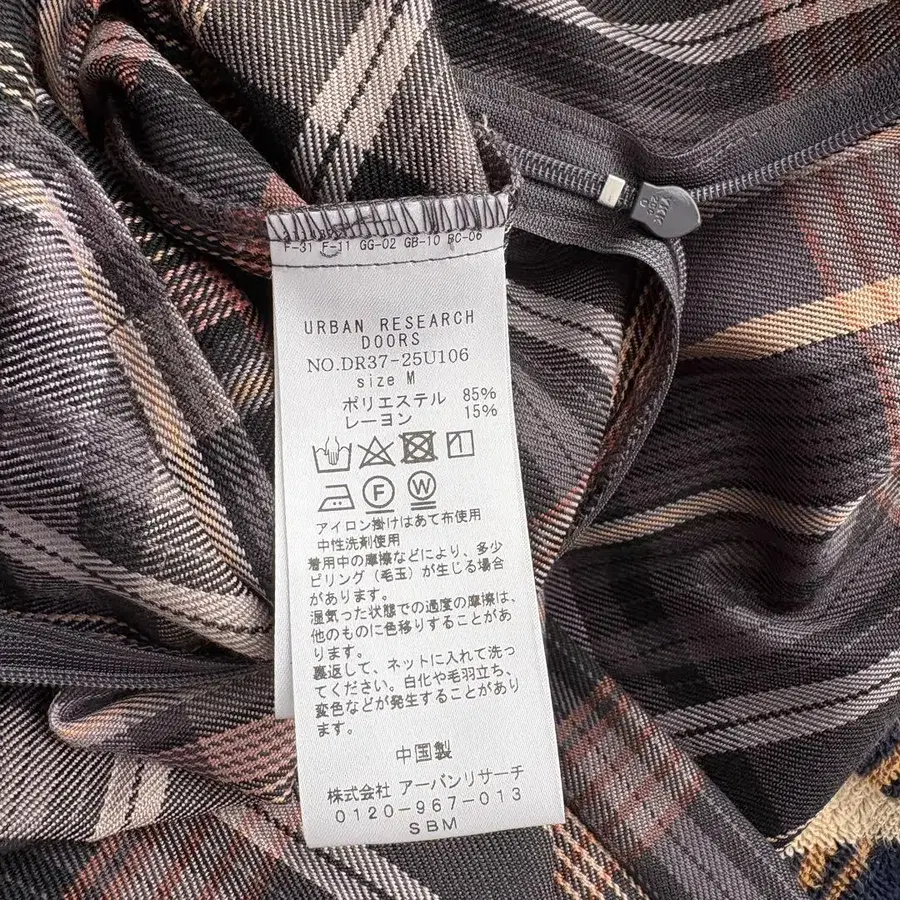 F-31 F-11 GG-02 GB-10 BC-06
URBAN RESEARCH
DOORS
NO.DR37-25U106
size M
ポリエステル 85%
レーヨン 15%
1
F W
アイロン掛けはあて布使用
中性洗剤使用
着用中の摩擦などにより、多少
ピリング(毛玉)が生じる場合
があります。
湿気った状態での過度の摩擦は、
他のものに色移りすることがあ
ります。
裏返して、ネットに入れて洗っ
てください。白化や毛羽立ち、
変色などが発生することがあり
ます。
中国製
株式会社 アーバンリサーチ
0120-967-013
SBM